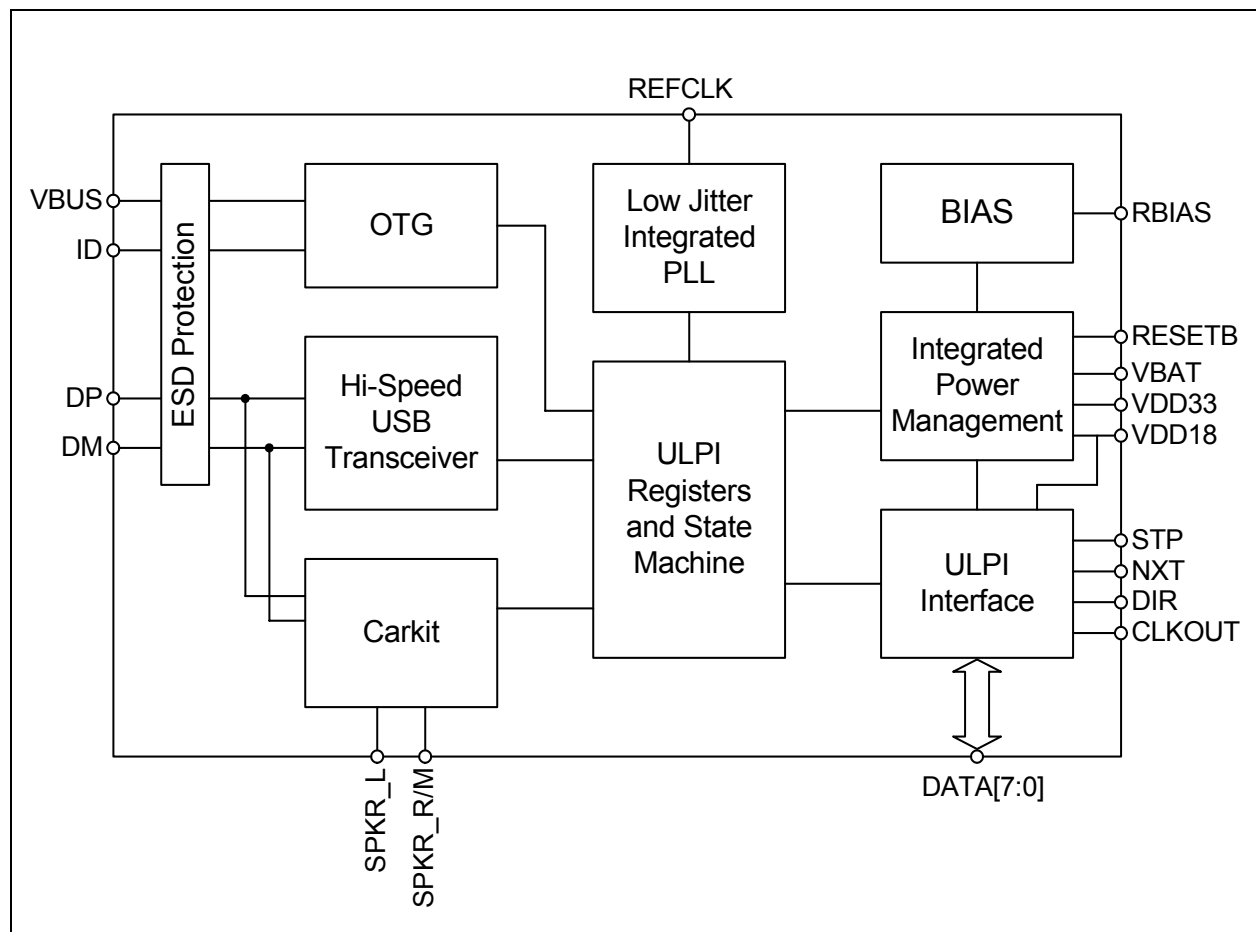 REFCLK
VBUS
ID
DP
DM
ESD Protection
OTG
Hi-Speed
USB
Transceiver
Carkit
SPKR_L
SPKR_R/M
Low Jitter
Integrated
PLL
ULPI
Registers
and State
Machine
BIAS
Integrated
Power
Management
ULPI
Interface
RBIAS
RESETB
VBAT
VDD33
VDD18
STP
NXT
DIR
CLKOUT
DATA[7:0]